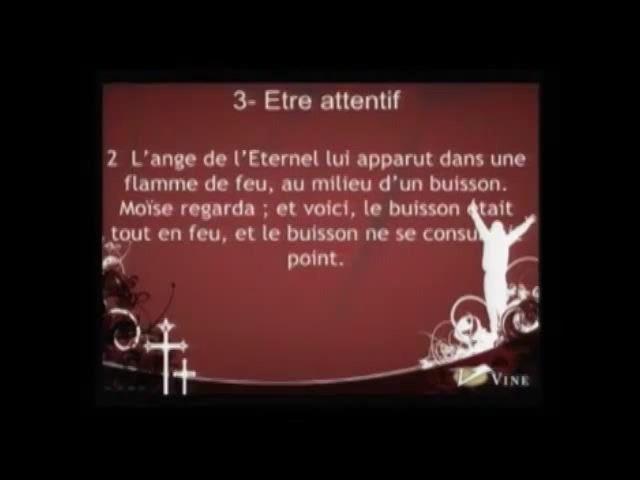 3- Etre attentif
2 L'ange de l'Eternel lui apparut dans une
flamme de feu, au milieu d'un buisson.
Moïse regarda ; et voici, le buisson était
tout en feu, et le buisson ne se
point.
VINE